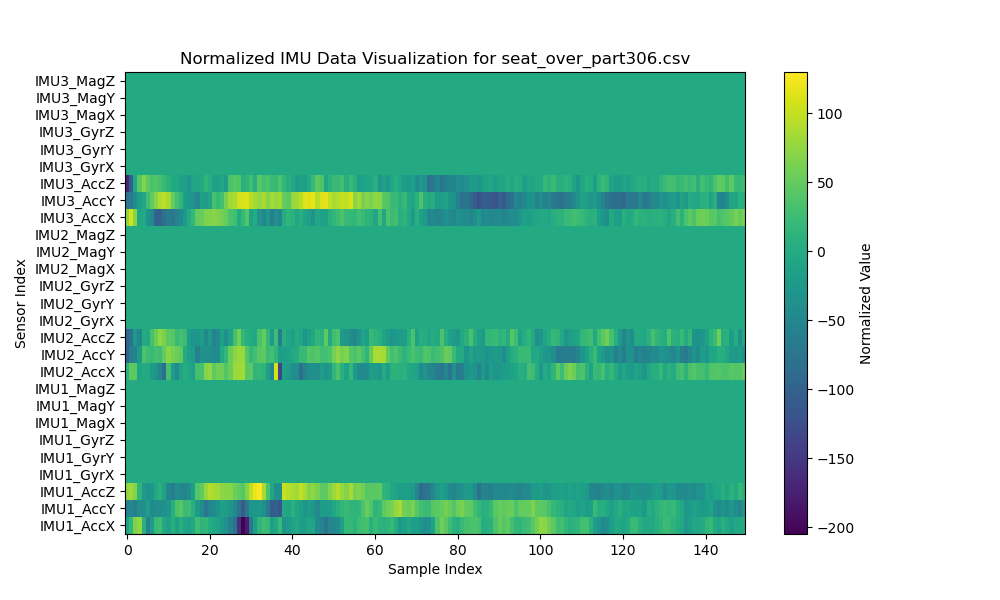 Normalized IMU Data Visualization for seat_over_part306.csv
IMU3_MagZ
IMU3_MagY
IMU3_MagX
IMU3_GyrZ
IMU3_GyrY
IMU3_GyrX
IMU3_AccZ
IMU3_AccY
IMU3_AccX
IMU2_MagZ
IMU2_MagY
IMU2_MagX
IMU2_GyrZ
IMU2_GyrY
IMU2_GyrX
IMU2_AccZ
IMU2_AccY
IMU2_AccX
IMU1_MagZ
IMU1_MagY
IMU1_MagX
IMU1_GyrZ
IMU1_GyrY
IMU1_GyrX
IMU1_AccZ
IMU1_AccY
IMU1_AccX
Sensor Index
0 20 40 60 80 100 120 140
Sample Index
100
50
0
−50
−100
−150
−200
Normalized Value